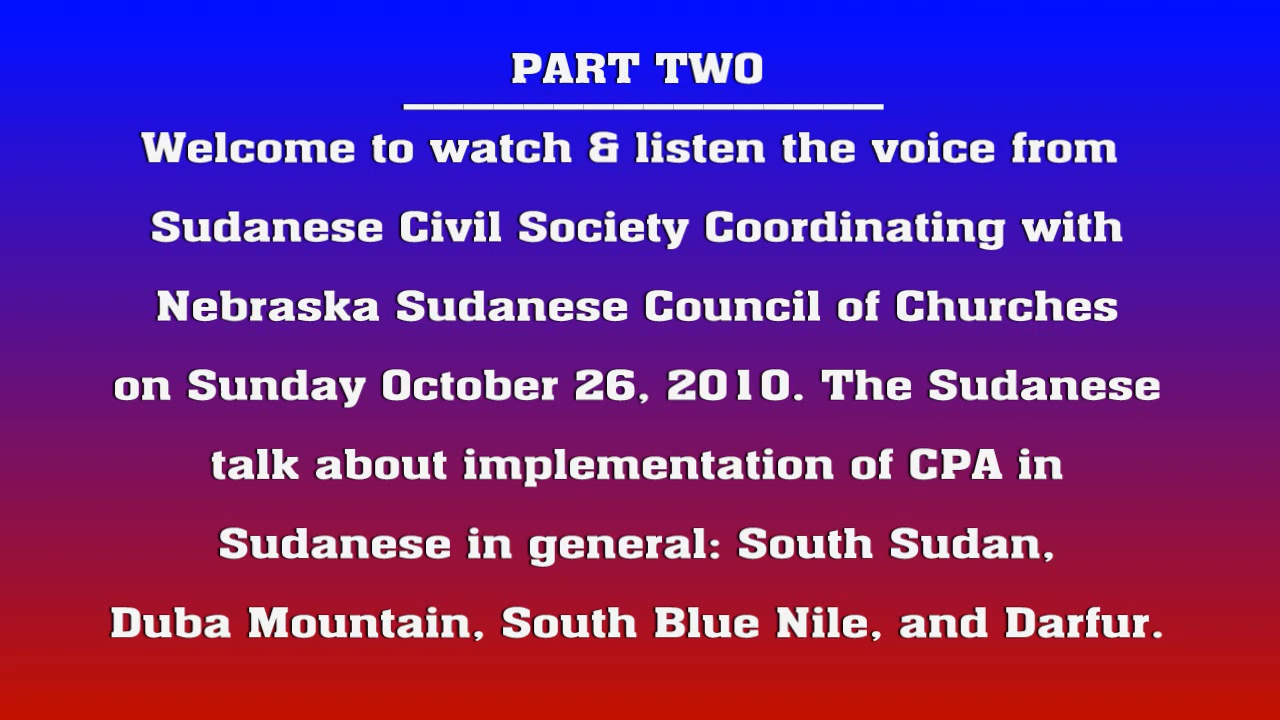 PART TWO
Welcome to watch & listen the voice from
Sudanese Civil Society Coordinating with
Nebraska Sudanese Council of Churches
on Sunday October 26, 2010. The Sudanese
talk about implementation of CPA in
Sudanese in general: South Sudan,
Duba Mountain, South Blue Nile, and Darfur.